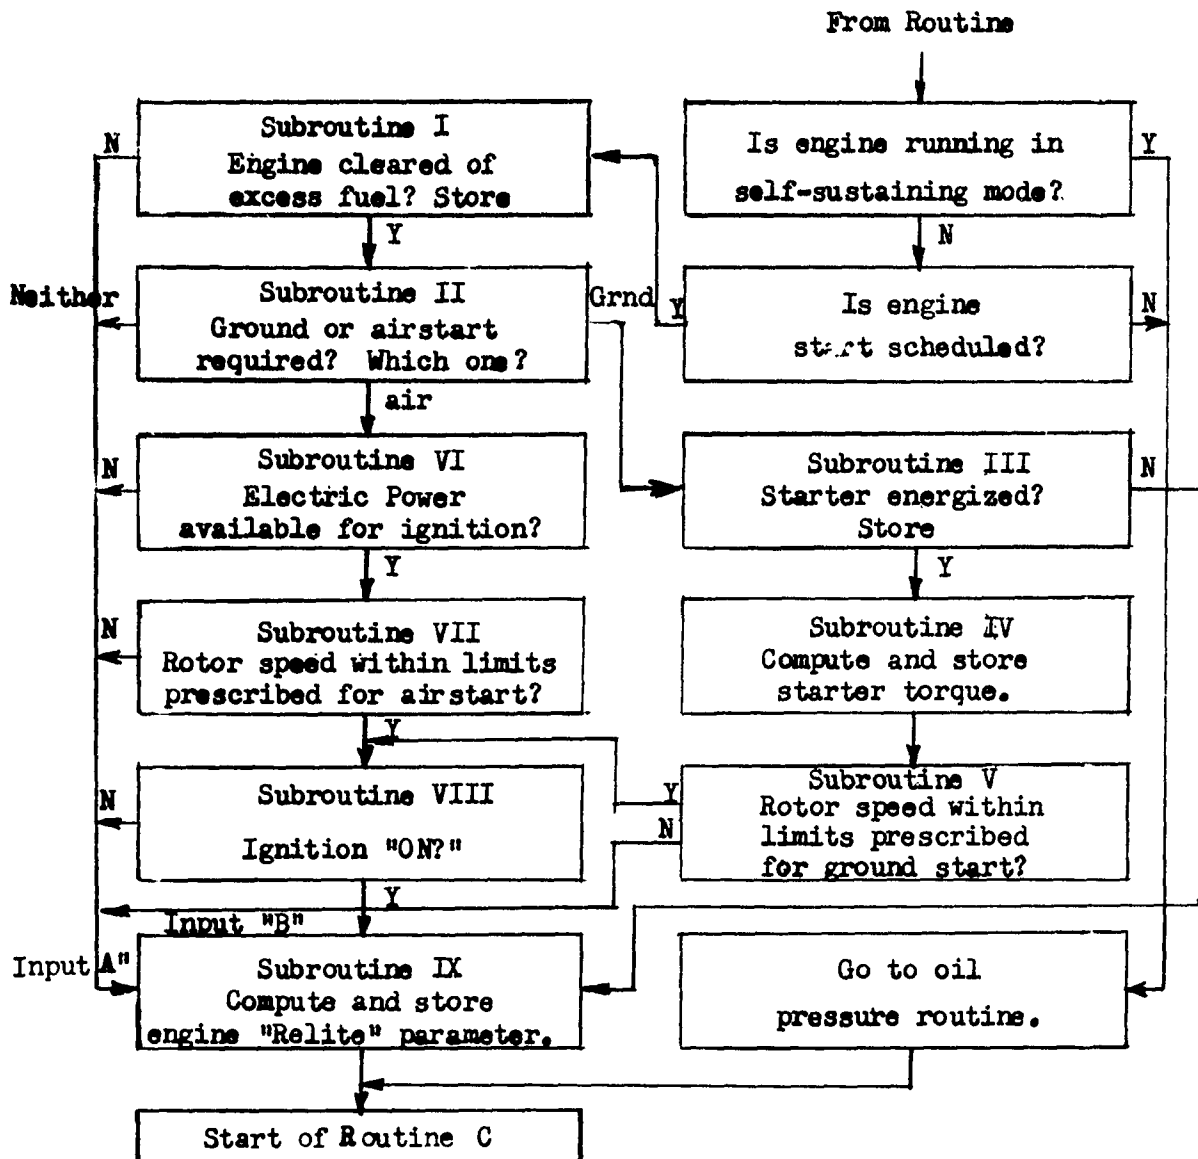 From Routine
Is engine running in
self-sustaining mode?
Y
N
Is engine
start scheduled?
Y
N
Subroutine I
Engine cleared of
excess fuel? Store
N
Y
Subroutine II
Ground or airstart
required? Which one?
Neither
Grnd
air
Subroutine III
Starter energized?
Store
N
Y
Subroutine IV
Compute and store
starter torque.
Subroutine V
Rotor speed within
limits prescribed
for ground start?
Y
N
Subroutine VI
Electric Power
available for ignition?
N
Y
Subroutine VII
Rotor speed within limits
prescribed for airstart?
N
Y
Subroutine VIII
Ignition "ON?"
N
Y
Input "B"
Input A"
Subroutine IX
Compute and store
engine "Relite" parameter.
Go to oil
pressure routine.
Start of Routine C